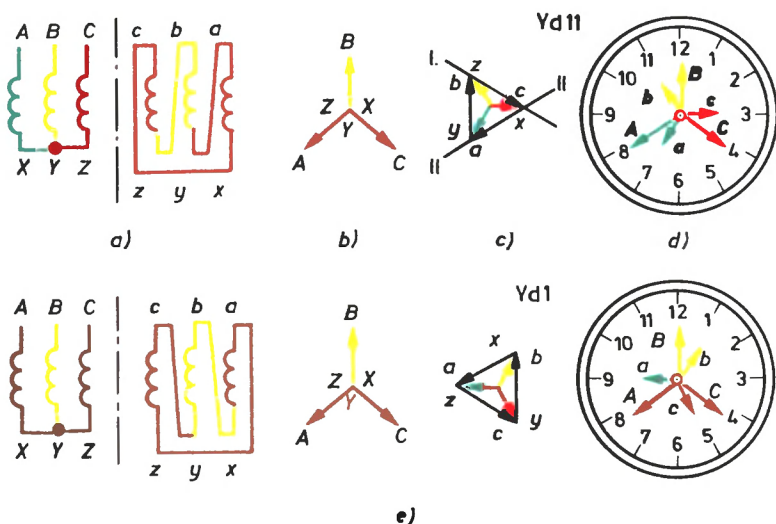 A B C c b a
X Y Z z y x
a)
B
Z X
Y
A C
b)
I II
z
b c
y x
a
II
c)
Yd 11
12
11 1
10 2
9 3
8 4
7 5
6
B
b c
A C
a
d)
A B C c b a
X Y Z z y x
B
Z X
Y
A C
Yd 1
x b
a
z
c y
12
11 1
10 2
9 3
8 4
7 5
6
B
a b
A C
c
e)